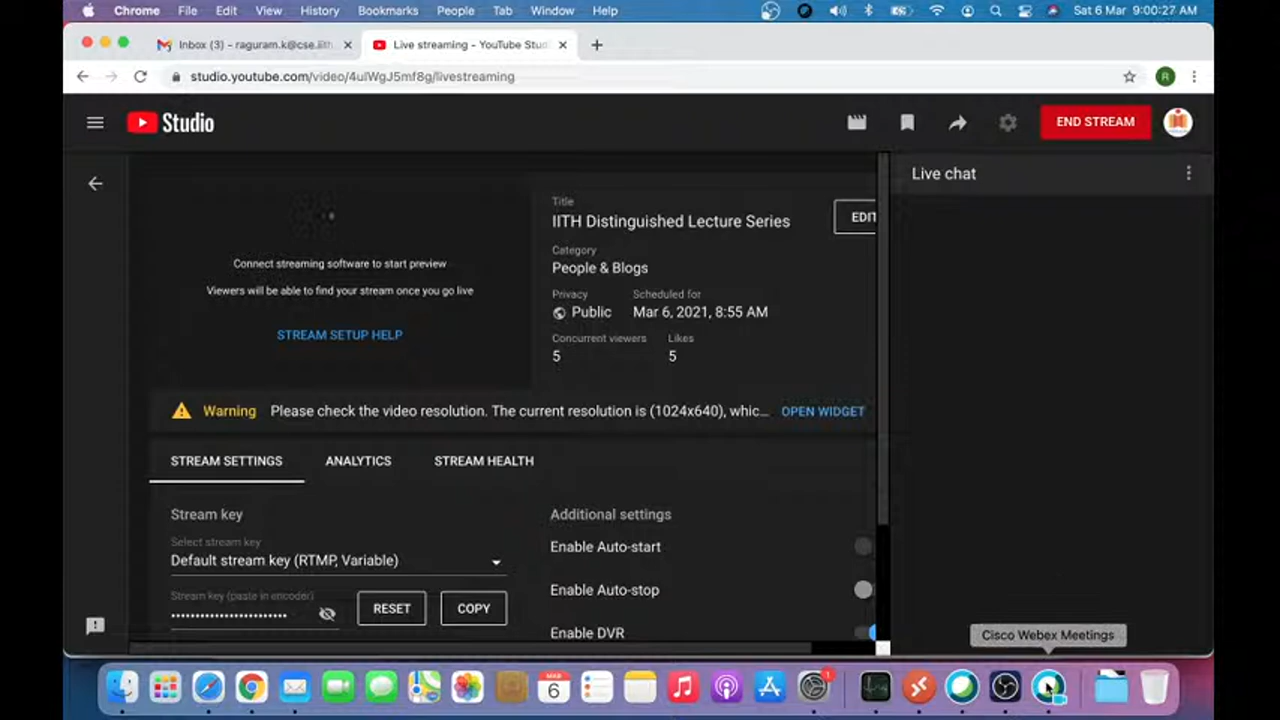 Chrome File Edit View History Bookmarks People Tab Window Help Sat 6 Mar 9:00:27 AM
Inbox (3) - raguram.k@cse.iith Live streaming - YouTube Stu
studio.youtube.com/video/4ulWgJ5mf8g/livestreaming
Studio END STREAM
Live chat
Title
IITH Distinguished Lecture Series EDIT
Category
People & Blogs
Connect streaming software to start preview
Viewers will be able to find your stream once you go live
STREAM SETUP HELP
Privacy Scheduled for
Public Mar 6, 2021, 8:55 AM
Concurrent viewers Likes
5 5
Warning Please check the video resolution. The current resolution is (1024x640), whic... OPEN WIDGET
STREAM SETTINGS ANALYTICS STREAM HEALTH
Stream key
Select stream key
Default stream key (RTMP, Variable)
Stream key (paste in encoder)
RESET COPY
Additional settings
Enable Auto-start
Enable Auto-stop
Enable DVR
Cisco Webex Meetings
MAR
6
1